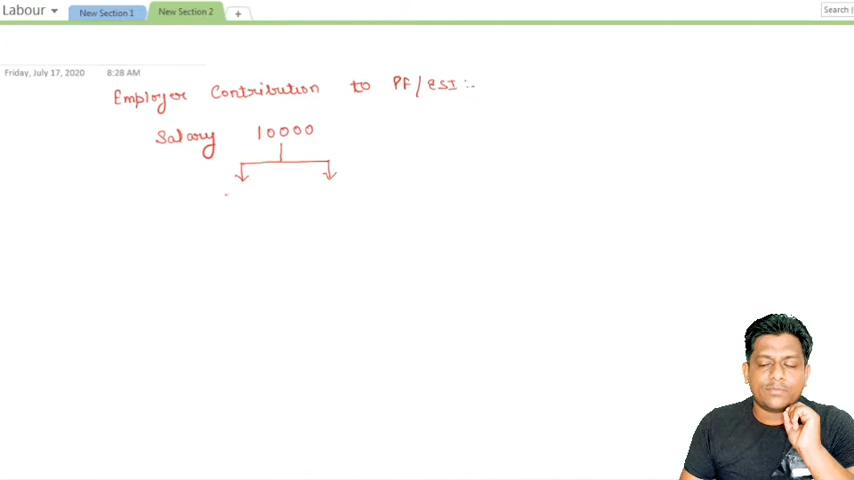 Labour
New Section 1
New Section 2
+
Search (
Friday, July 17, 2020 8:28 AM
Employer Contribution to PF/ESI :-
Salary 10000